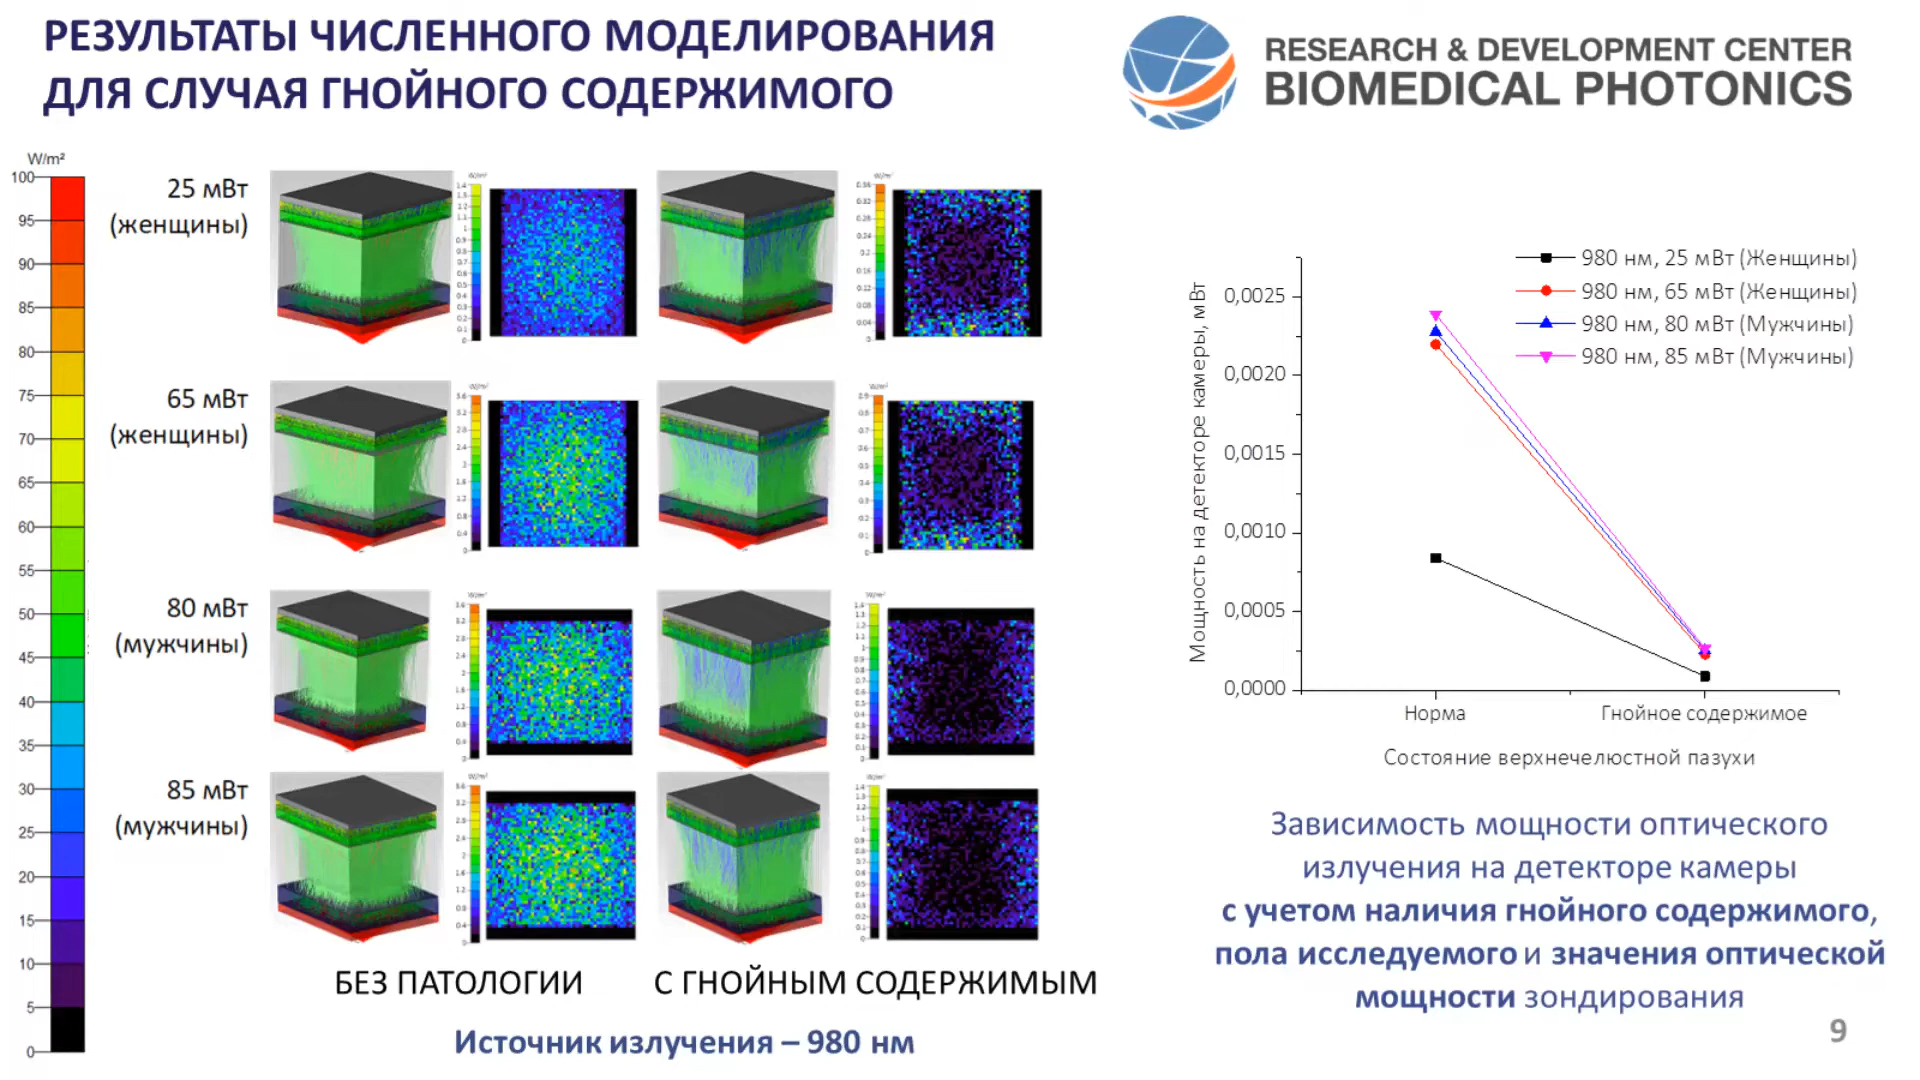 РЕЗУЛЬТАТЫ ЧИСЛЕННОГО МОДЕЛИРОВАНИЯ
ДЛЯ СЛУЧАЯ ГНОЙНОГО СОДЕРЖИМОГО
RESEARCH & DEVELOPMENT CENTER
BIOMEDICAL PHOTONICS
W/m²
100
95
90
85
80
75
70
65
60
55
50
45
40
35
30
25
20
15
10
5
0
25 мВт
(женщины)
65 мВт
(женщины)
80 мВт
(мужчины)
85 мВт
(мужчины)
БЕЗ ПАТОЛОГИИ
С ГНОЙНЫМ СОДЕРЖИМЫМ
Источник излучения – 980 нм
980 нм, 25 мВт (Женщины)
980 нм, 65 мВт (Женщины)
980 нм, 80 мВт (Мужчины)
980 нм, 85 мВт (Мужчины)
Мощность на детекторе камеры, мВт
0,0025
0,0020
0,0015
0,0010
0,0005
0,0000
Норма
Гнойное содержимое
Состояние верхнечелюстной пазухи
Зависимость мощности оптического
излучения на детекторе камеры
с учетом наличия гнойного содержимого,
пола исследуемого и значения оптической
мощности зондирования
9